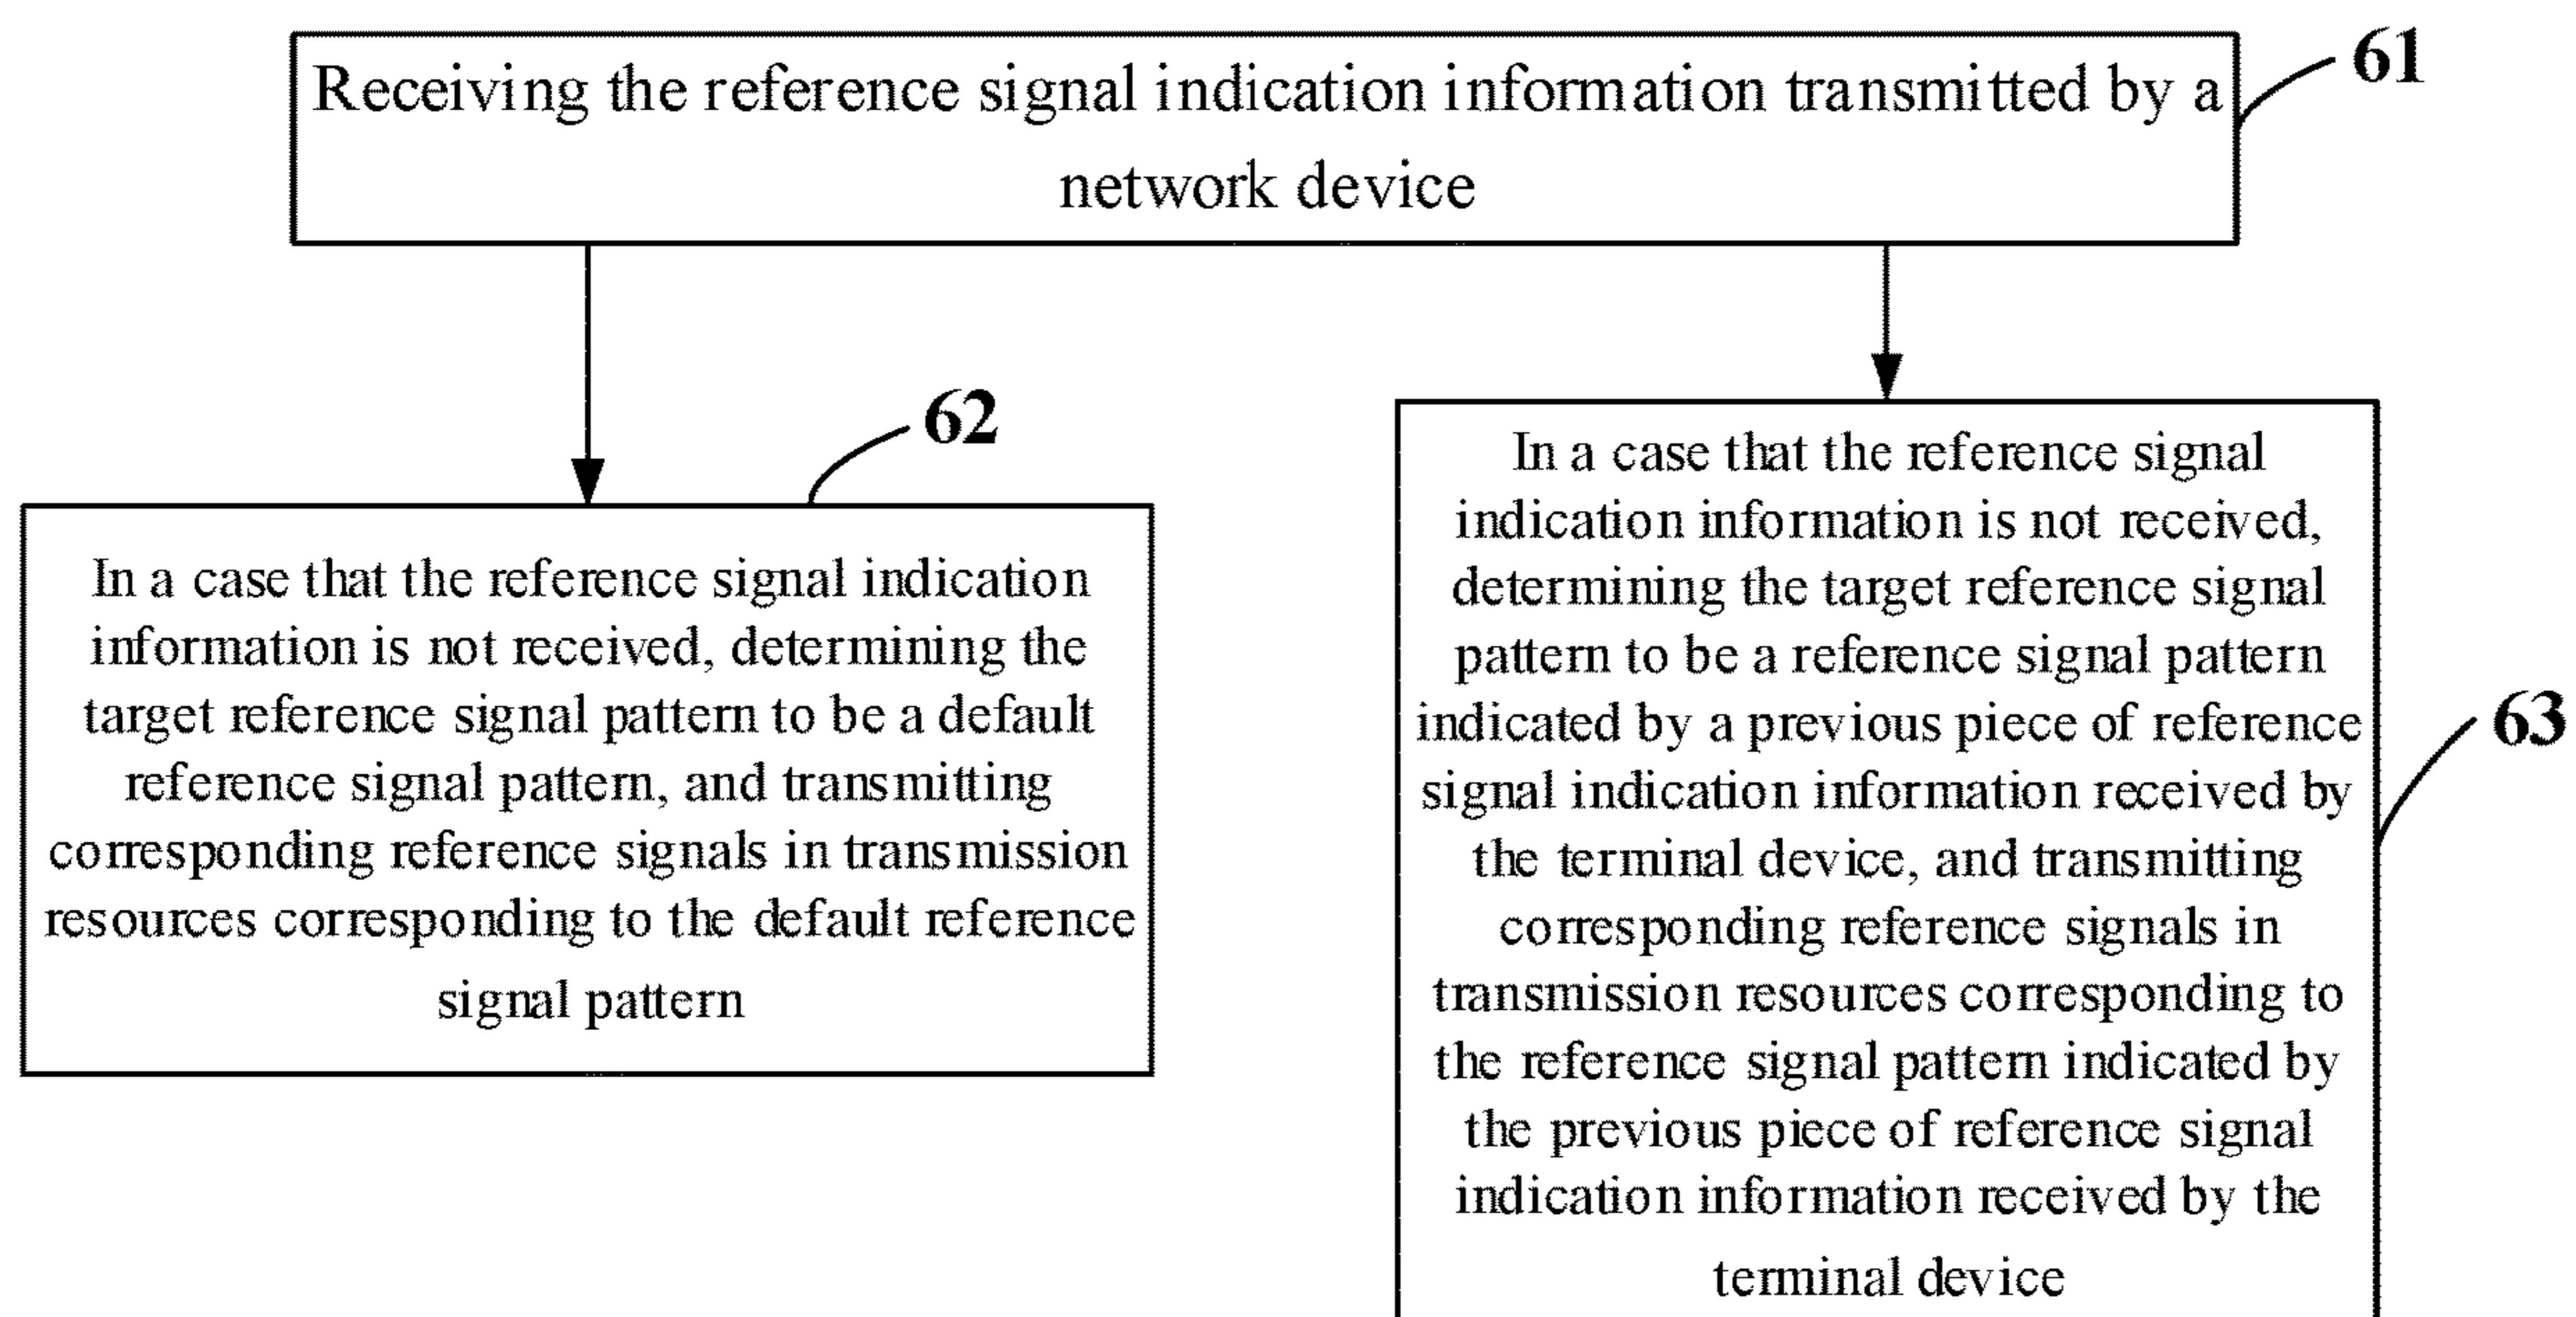 Receiving the reference signal indication information transmitted by a
network device
61
62
In a case that the reference signal indication
information is not received, determining the
target reference signal pattern to be a default
reference signal pattern, and transmitting
corresponding reference signals in transmission
resources corresponding to the default reference
signal pattern
In a case that the reference signal
indication information is not received,
determining the target reference signal
pattern to be a reference signal pattern
indicated by a previous piece of reference
signal indication information received by
the terminal device, and transmitting
corresponding reference signals in
transmission resources corresponding to
the reference signal pattern indicated by
the previous piece of reference signal
indication information received by the
terminal device
63